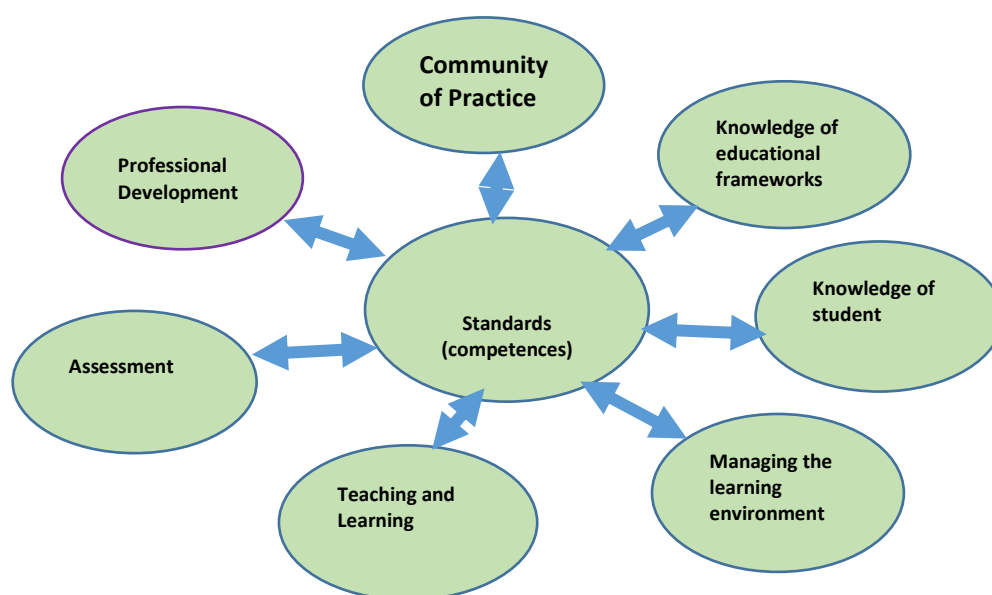 Community
of Practice
Knowledge of
educational
frameworks
Professional
Development
Knowledge of
student
Standards
(competences)
Assessment
Managing the
learning
environment
Teaching and
Learning